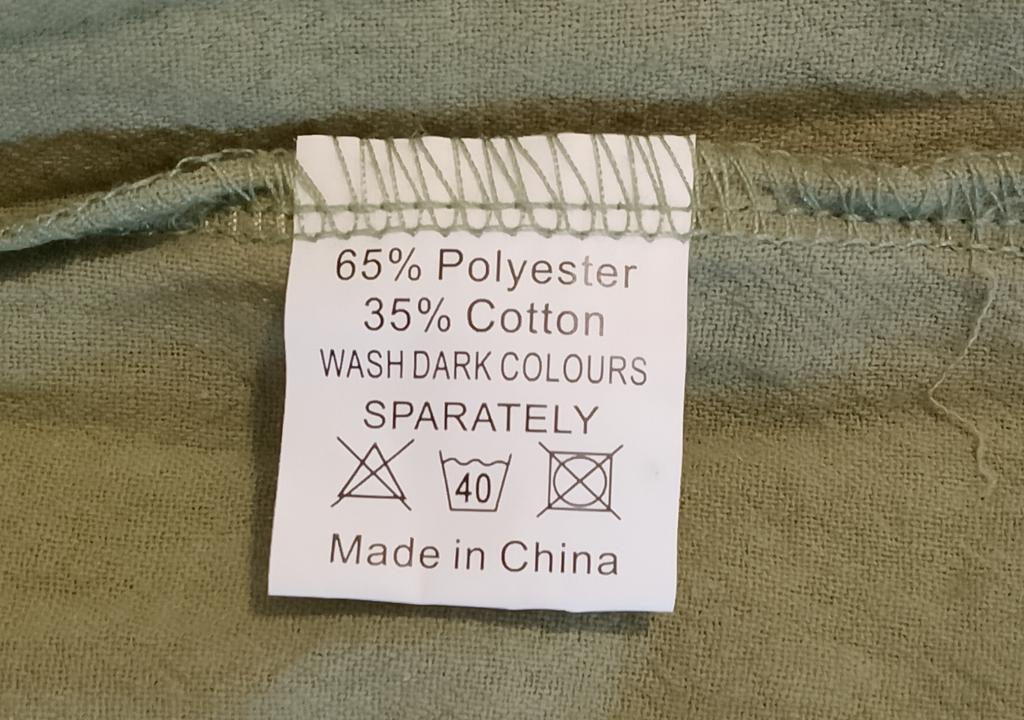 65% Polyester
35% Cotton
WASH DARK COLOURS
SPARATELY
40
Made in China